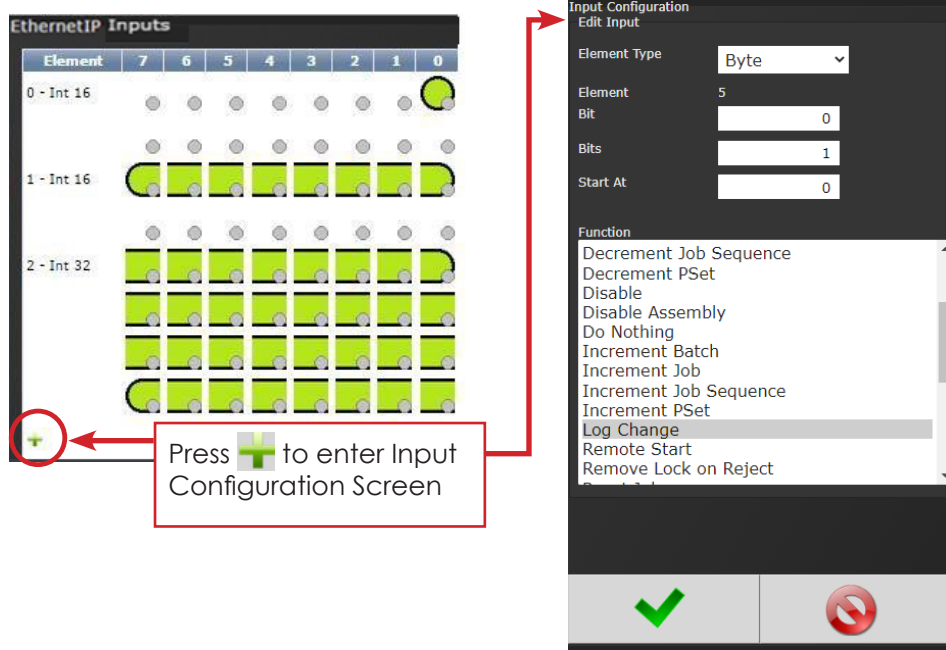 EthernetIP Inputs
Element 7 6 5 4 3 2 1 0
0 - Int 16
1 - Int 16
2 - Int 32
Press to enter Input
Configuration Screen
Input Configuration
Edit Input
Element Type Byte
Element 5
Bit 0
Bits 1
Start At 0
Function
Decrement Job Sequence
Decrement PSet
Disable
Disable Assembly
Do Nothing
Increment Batch
Increment Job
Increment Job Sequence
Increment PSet
Log Change
Remote Start
Remove Lock on Reject